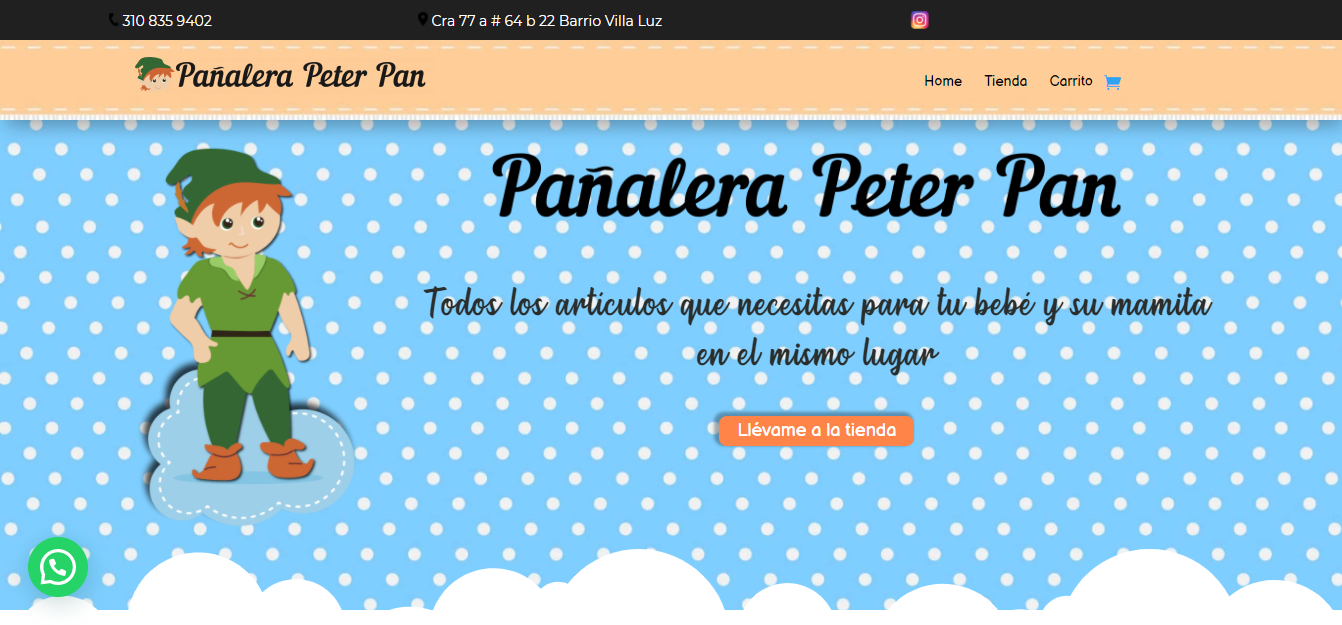 310 835 9402
Cra 77 a # 64 b 22 Barrio Villa Luz
Pañalera Peter Pan
Home
Tienda
Carrito
Pañalera Peter Pan
Todos los artículos que necesitas para tu bebé y su mamita
en el mismo lugar
Llévame a la tienda